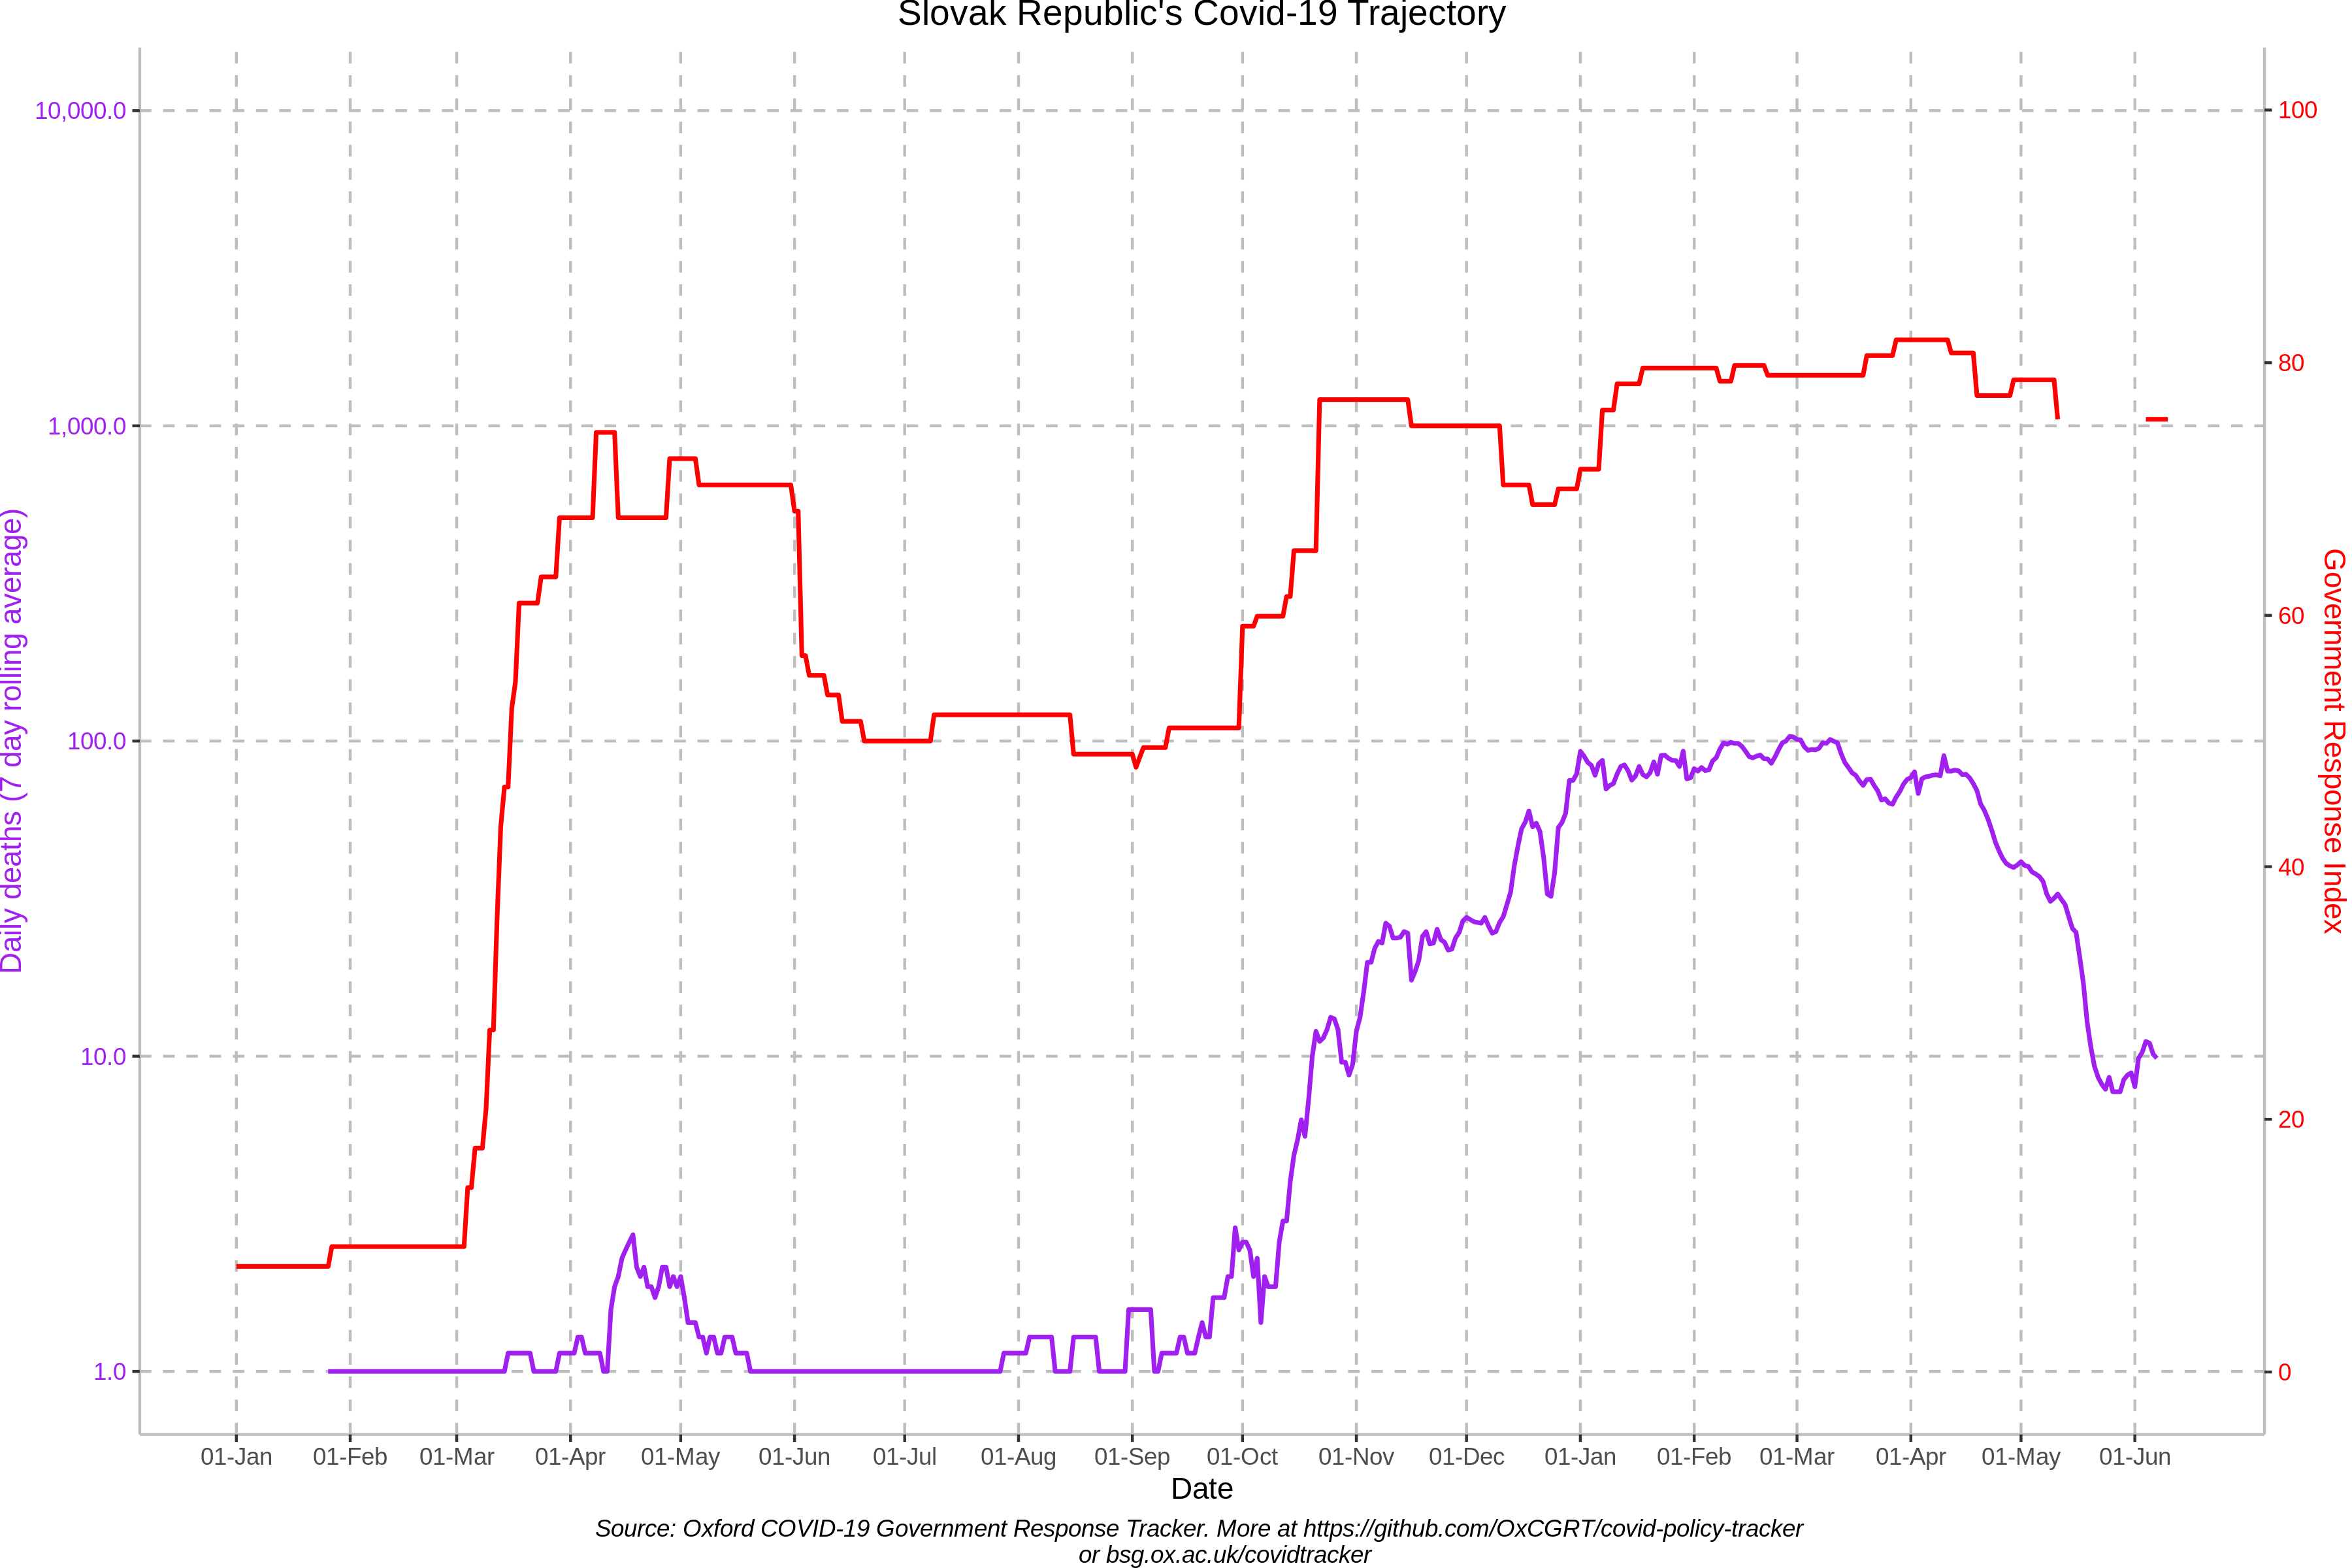 Slovak Republic's Covid-19 Trajectory
10,000.0
1,000.0
100.0
10.0
1.0
Daily deaths (7 day rolling average)
100
80
60
40
20
0
Government Response Index
01-Jan 01-Feb 01-Mar 01-Apr 01-May 01-Jun 01-Jul 01-Aug 01-Sep 01-Oct 01-Nov 01-Dec 01-Jan 01-Feb 01-Mar 01-Apr 01-May 01-Jun
Date
Source: Oxford COVID-19 Government Response Tracker. More at https://github.com/OxCGRT/covid-policy-tracker
or bsg.ox.ac.uk/covidtracker